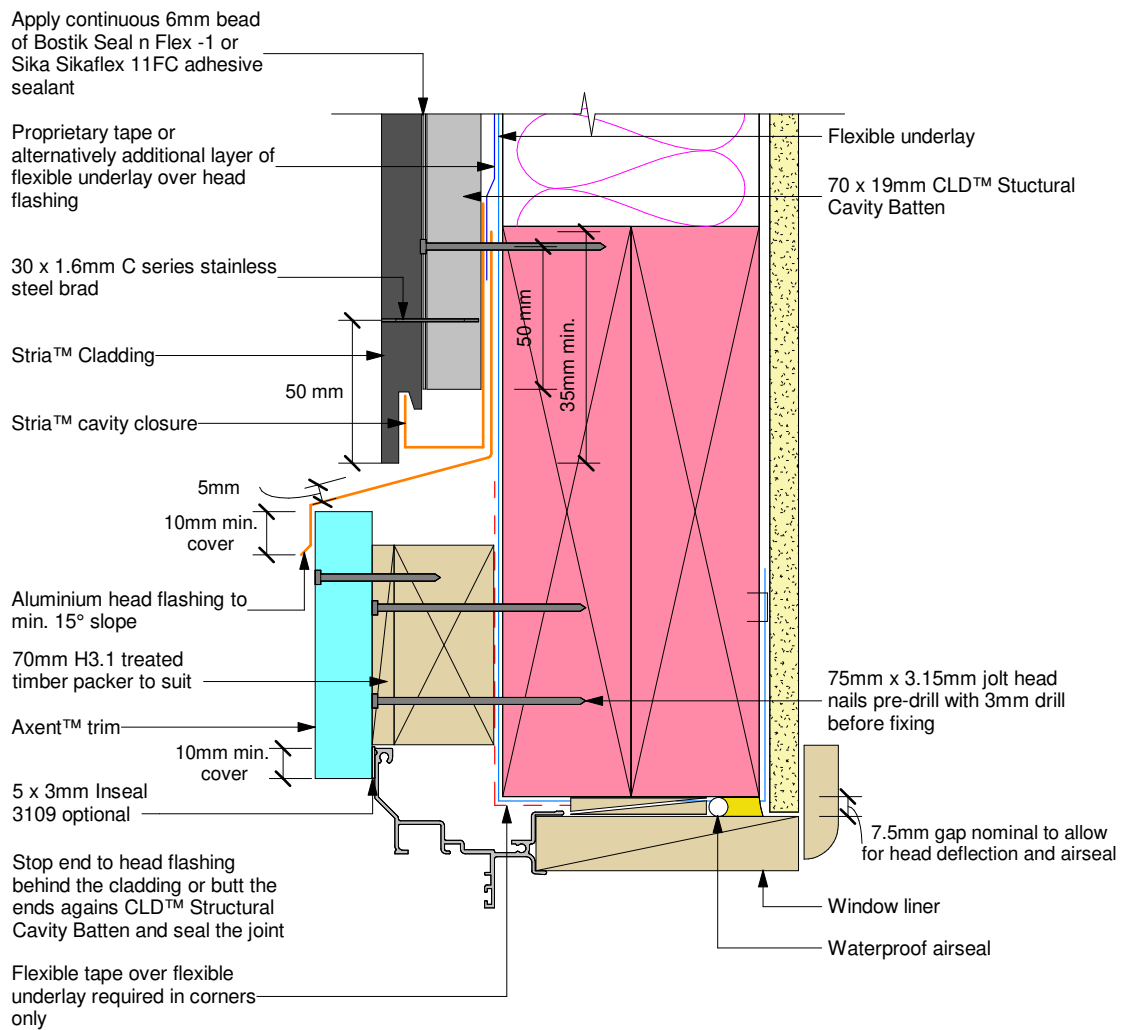 Apply continuous 6mm bead
of Bostik Seal n Flex -1 or
Sika Sikaflex 11FC adhesive
sealant
Proprietary tape or
alternatively additional layer of
flexible underlay over head
flashing
30 x 1.6mm C series stainless
steel brad
Stria™ Cladding
50 mm
Stria™ cavity closure
5mm
10mm min.
cover
Aluminium head flashing to
min. 15° slope
70mm H3.1 treated
timber packer to suit
Axent™ trim
10mm min.
cover
5 x 3mm Inseal
3109 optional
Stop end to head flashing
behind the cladding or butt the
ends agains CLD™ Structural
Cavity Batten and seal the joint
Flexible tape over flexible
underlay required in corners
only
50 mm
35mm min.
Flexible underlay
70 x 19mm CLD™ Stuctural
Cavity Batten
75mm x 3.15mm jolt head
nails pre-drill with 3mm drill
before fixing
7.5mm gap nominal to allow
for head deflection and airseal
Window liner
Waterproof airseal